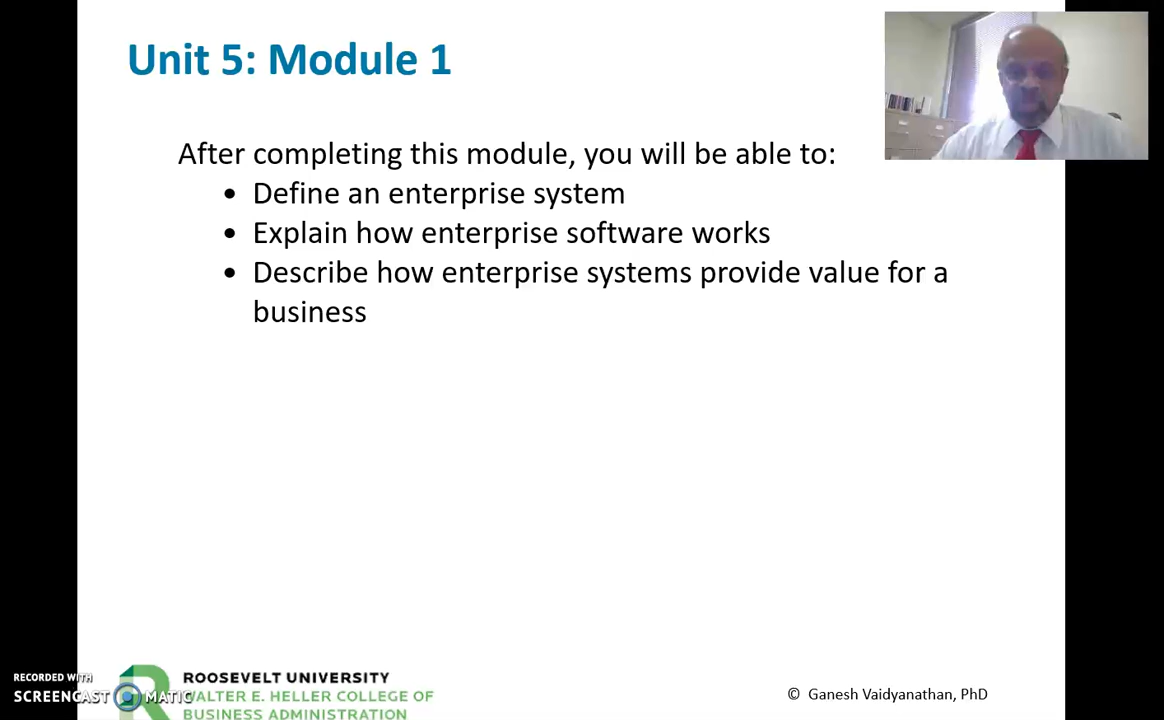 Unit 5: Module 1
After completing this module, you will be able to:
• Define an enterprise system
• Explain how enterprise software works
• Describe how enterprise systems provide value for a
business
RECORDED WITH
SCREENCAST MATIC
ROOSEVELT UNIVERSITY
WALTER E. HELLER COLLEGE OF
BUSINESS ADMINISTRATION
© Ganesh Vaidyanathan, PhD